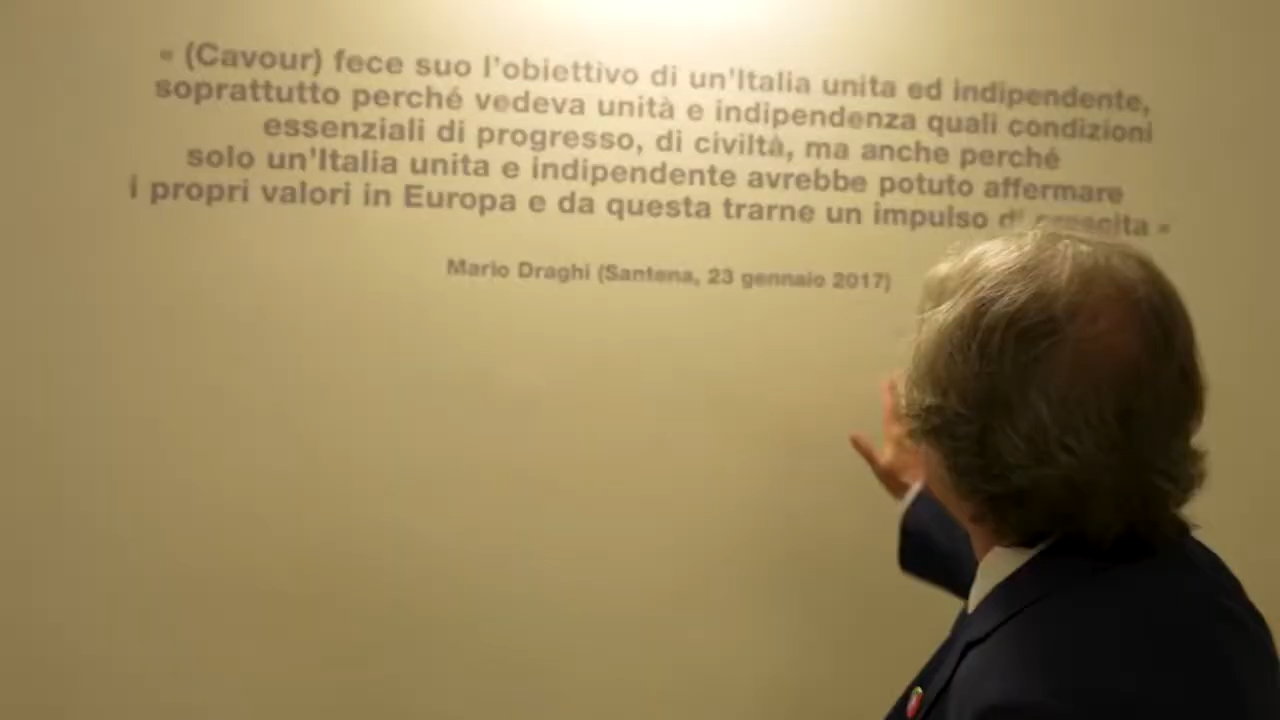 « (Cavour) fece suo l'obiettivo di un'Italia unita ed indipendente,
soprattutto perché vedeva unità e indipendenza quali condizioni
essenziali di progresso, di civiltà, ma anche perché
solo un'Italia unita e indipendente avrebbe potuto affermare
i propri valori in Europa e da questa trarne un impulso di crescita »
Mario Draghi (Santena, 23 gennaio 2017)